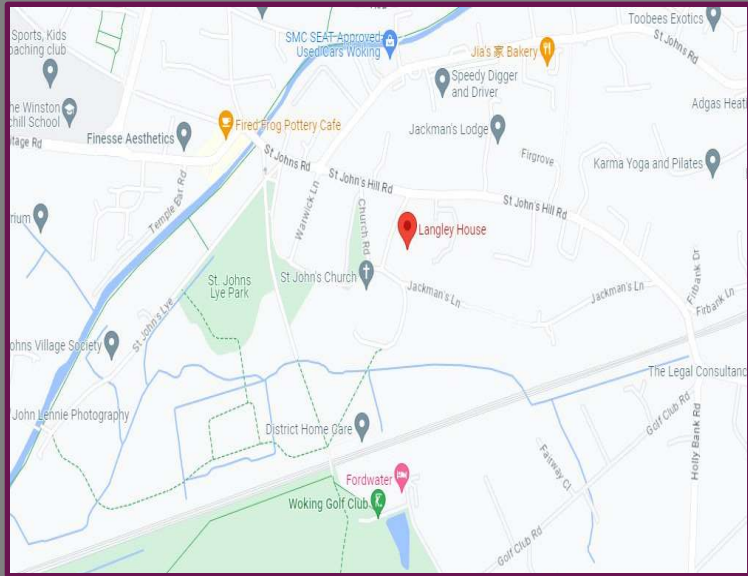 Toobees Exotics
Sports, Kids
oaching club
SMC SEAT Approved
Used Cars Woking
Jia's 家 Bakery
St Johns Rd
Speedy Digger
and Driver
he Winston
chill School
Adgas Heati
Fired Frog Pottery Cafe
Finesse Aesthetics
Jackman's Lodge
itage Rd
St Johns Rd
Firgrove
Karma Yoga and Pilates
St John's Hill Rd
St John's Hill Rd
Temple Bar Rd
Warwick Ln
Church Rd
rium
Langley House
St. Johns
Lye Park
St John's Church
Jackman's Ln
Jackman's Ln
Firbank Dr
Firbank Ln
St John's Lye
ohns Village Society
The Legal Consultanc
John Lennie Photography
District Home Care
Golf Club Rd
Holly Bank Rd
Fairway Cl
Fordwater
Woking Golf Club
Golf Club Rd